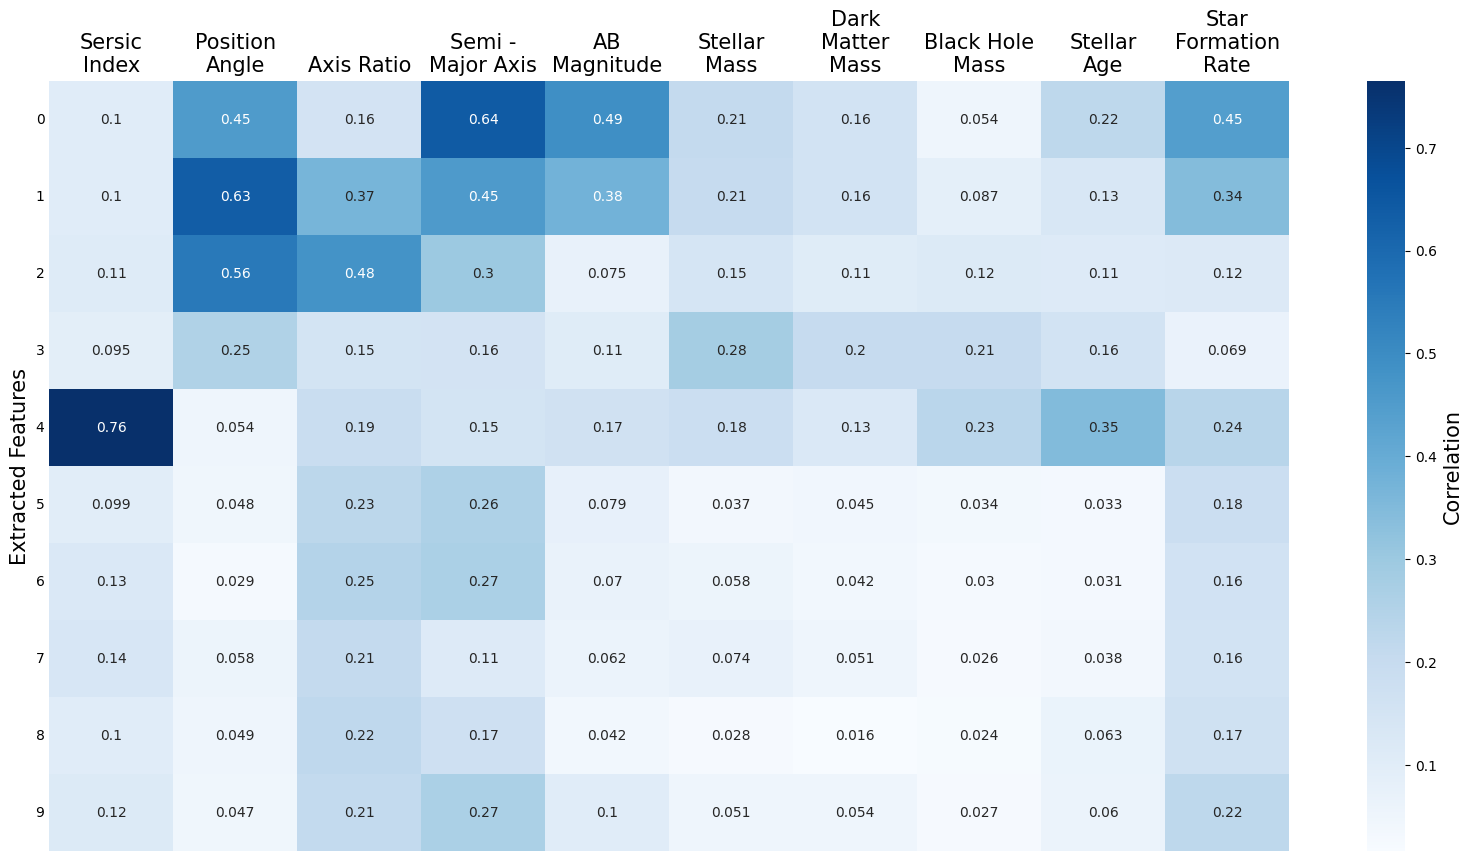 Sersic
Index
Position
Angle
Axis Ratio
Semi -
Major Axis
AB
Magnitude
Stellar
Mass
Dark
Matter
Mass
Black Hole
Mass
Stellar
Age
Star
Formation
Rate
0 0.1 0.45 0.16 0.64 0.49 0.21 0.16 0.054 0.22 0.45
1 0.1 0.63 0.37 0.45 0.38 0.21 0.16 0.087 0.13 0.34
2 0.11 0.56 0.48 0.3 0.075 0.15 0.11 0.12 0.11 0.12
3 0.095 0.25 0.15 0.16 0.11 0.28 0.2 0.21 0.16 0.069
4 0.76 0.054 0.19 0.15 0.17 0.18 0.13 0.23 0.35 0.24
5 0.099 0.048 0.23 0.26 0.079 0.037 0.045 0.034 0.033 0.18
6 0.13 0.029 0.25 0.27 0.07 0.058 0.042 0.03 0.031 0.16
7 0.14 0.058 0.21 0.11 0.062 0.074 0.051 0.026 0.038 0.16
8 0.1 0.049 0.22 0.17 0.042 0.028 0.016 0.024 0.063 0.17
9 0.12 0.047 0.21 0.27 0.1 0.051 0.054 0.027 0.06 0.22
Extracted Features
0.7
0.6
0.5
0.4
0.3
0.2
0.1
Correlation